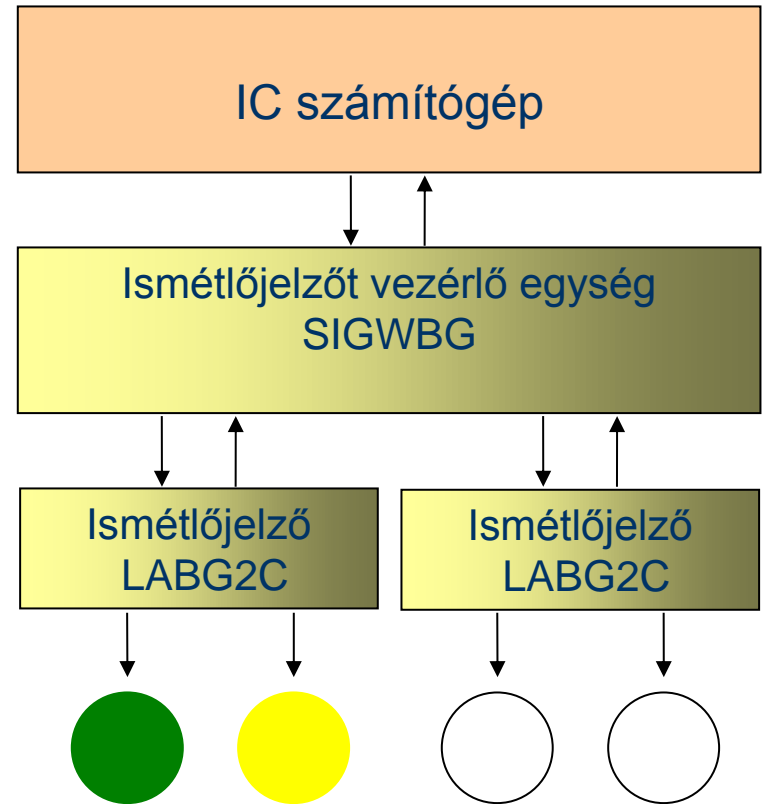 IC számítógép
Ismétlőjelzőt vezérlő egység
SIGWBG
Ismétlőjelző
LABG2C
Ismétlőjelző
LABG2C